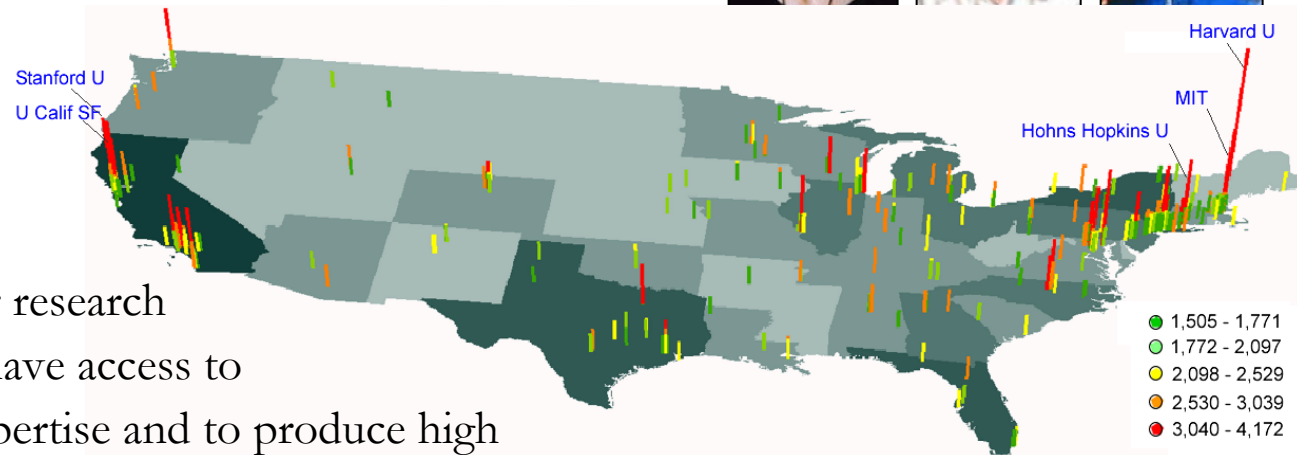 Harvard U
Stanford U
MIT
U Calif SF
Hohns Hopkins U
research
have access to
pertise and to produce high
1,505 - 1,771
1,772 - 2,097
2,098 - 2,529
2,530 - 3,039
3,040 - 4,172